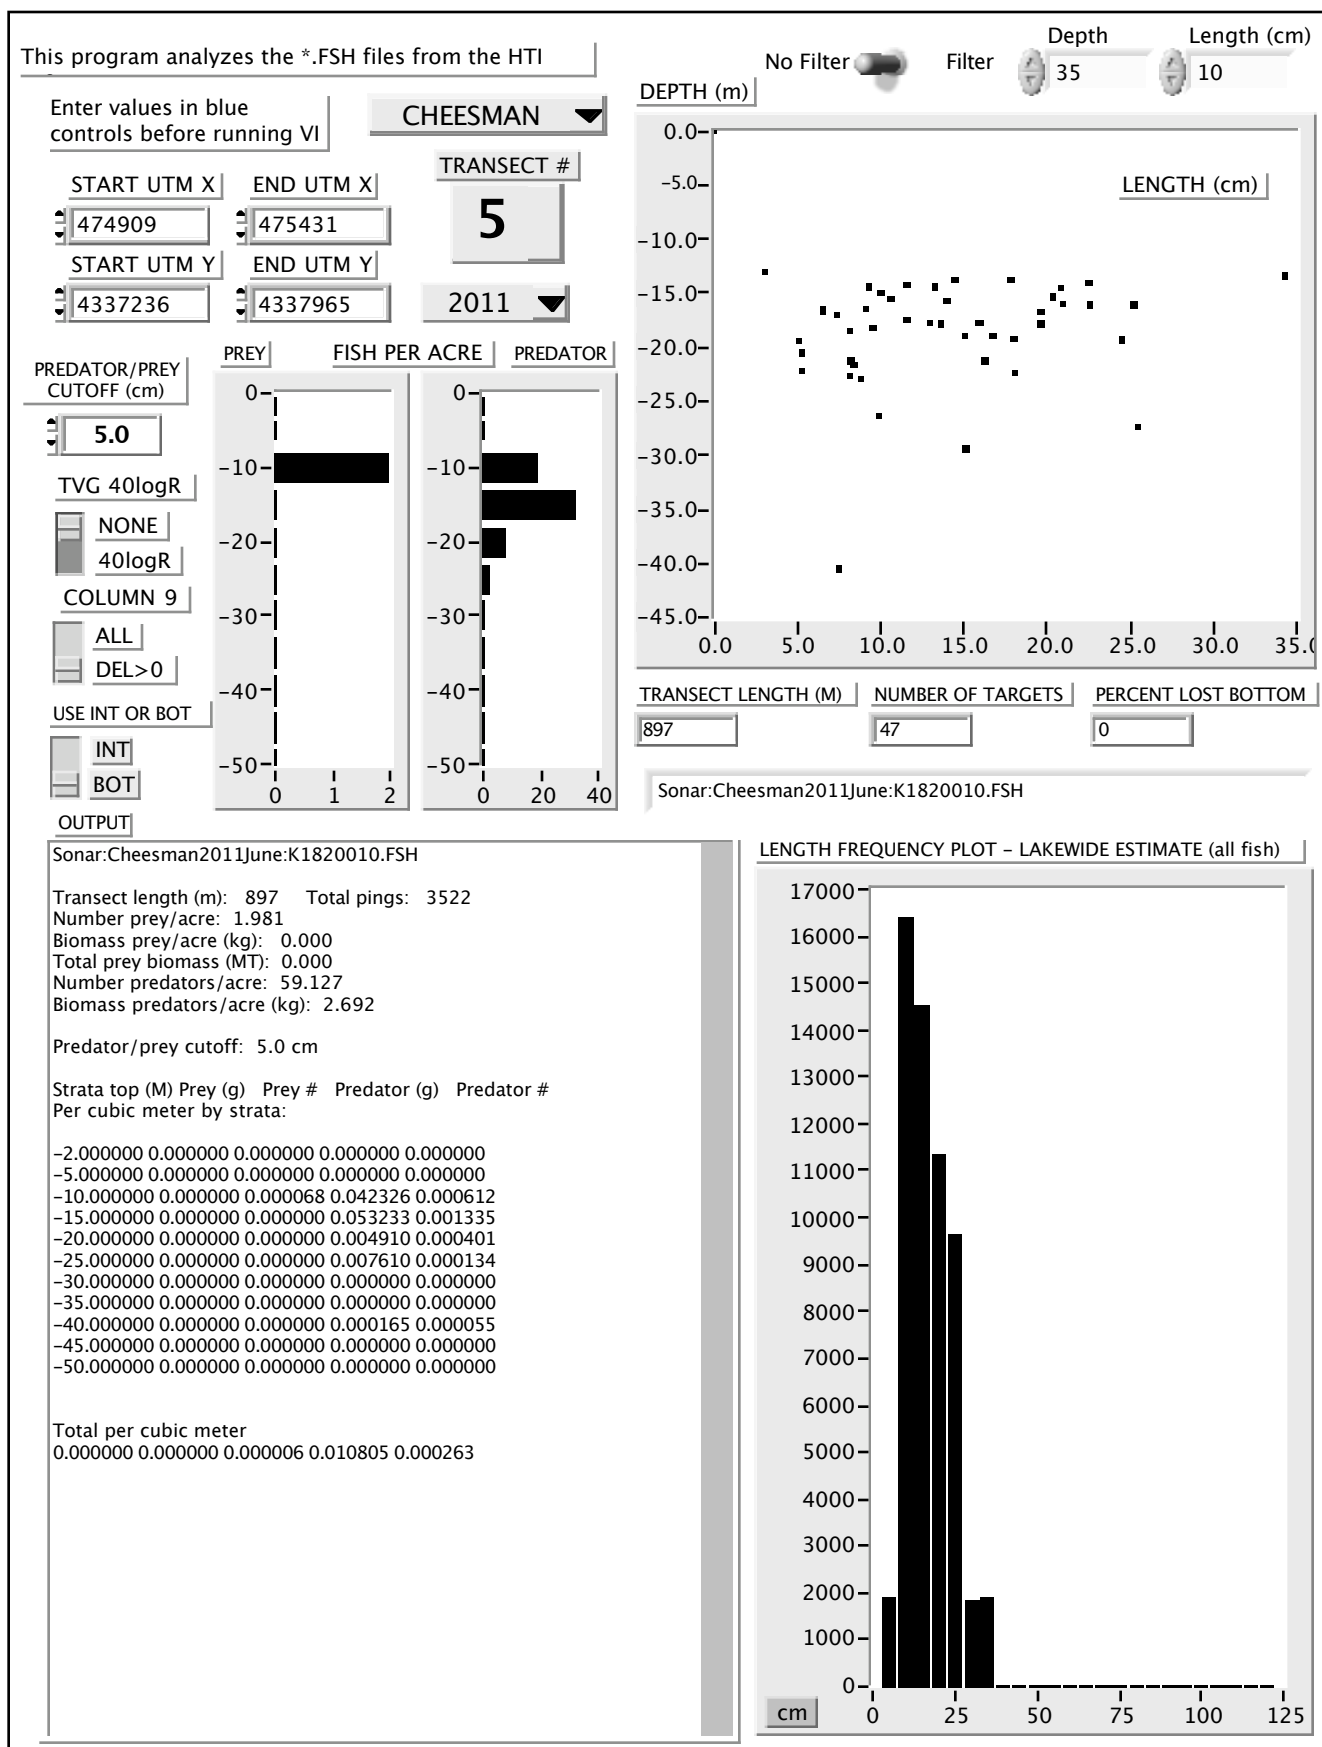 This program analyzes the *.FSH files from the HTI
No Filter
Filter
Depth
35
Length (cm)
10
Enter values in blue
controls before running VI
CHEESMAN
TRANSECT #
5
START UTM X
474909
END UTM X
475431
START UTM Y
4337236
END UTM Y
4337965
2011
DEPTH (m)
LENGTH (cm)
0.0
-5.0
-10.0
-15.0
-20.0
-25.0
-30.0
-35.0
-40.0
-45.0
0.0 5.0 10.0 15.0 20.0 25.0 30.0
PREDATOR/PREY
CUTOFF (cm)
5.0
TVG 40logR
NONE
40logR
COLUMN 9
ALL
DEL>0
USE INT OR BOT
INT
BOT
PREY
FISH PER ACRE
PREDATOR
0
-10
-20
-30
-40
-50
0 1 2
0
-10
-20
-30
-40
-50
0 20 40
TRANSECT LENGTH (M)
897
NUMBER OF TARGETS
47
PERCENT LOST BOTTOM
0
Sonar:Cheesman2011June:K1820010.FSH
OUTPUT
Sonar:Cheesman2011June:K1820010.FSH
Transect length (m): 897 Total pings: 3522
Number prey/acre: 1.981
Biomass prey/acre (kg): 0.000
Total prey biomass (MT): 0.000
Number predators/acre: 59.127
Biomass predators/acre (kg): 2.692
Predator/prey cutoff: 5.0 cm
Strata top (M) Prey (g) Prey # Predator (g) Predator #
Per cubic meter by strata:
-2.000000 0.000000 0.000000 0.000000 0.000000
-5.000000 0.000000 0.000000 0.000000 0.000000
-10.000000 0.000000 0.000068 0.042326 0.000612
-15.000000 0.000000 0.000000 0.053233 0.001335
-20.000000 0.000000 0.000000 0.004910 0.000401
-25.000000 0.000000 0.000000 0.007610 0.000134
-30.000000 0.000000 0.000000 0.000000 0.000000
-35.000000 0.000000 0.000000 0.000000 0.000000
-40.000000 0.000000 0.000000 0.000165 0.000055
-45.000000 0.000000 0.000000 0.000000 0.000000
-50.000000 0.000000 0.000000 0.000000 0.000000
Total per cubic meter
0.000000 0.000000 0.000006 0.010805 0.000263
LENGTH FREQUENCY PLOT - LAKEWIDE ESTIMATE (all fish)
17000
16000
15000
14000
13000
12000
11000
10000
9000
8000
7000
6000
5000
4000
3000
2000
1000
0
cm
0 25 50 75 100 125